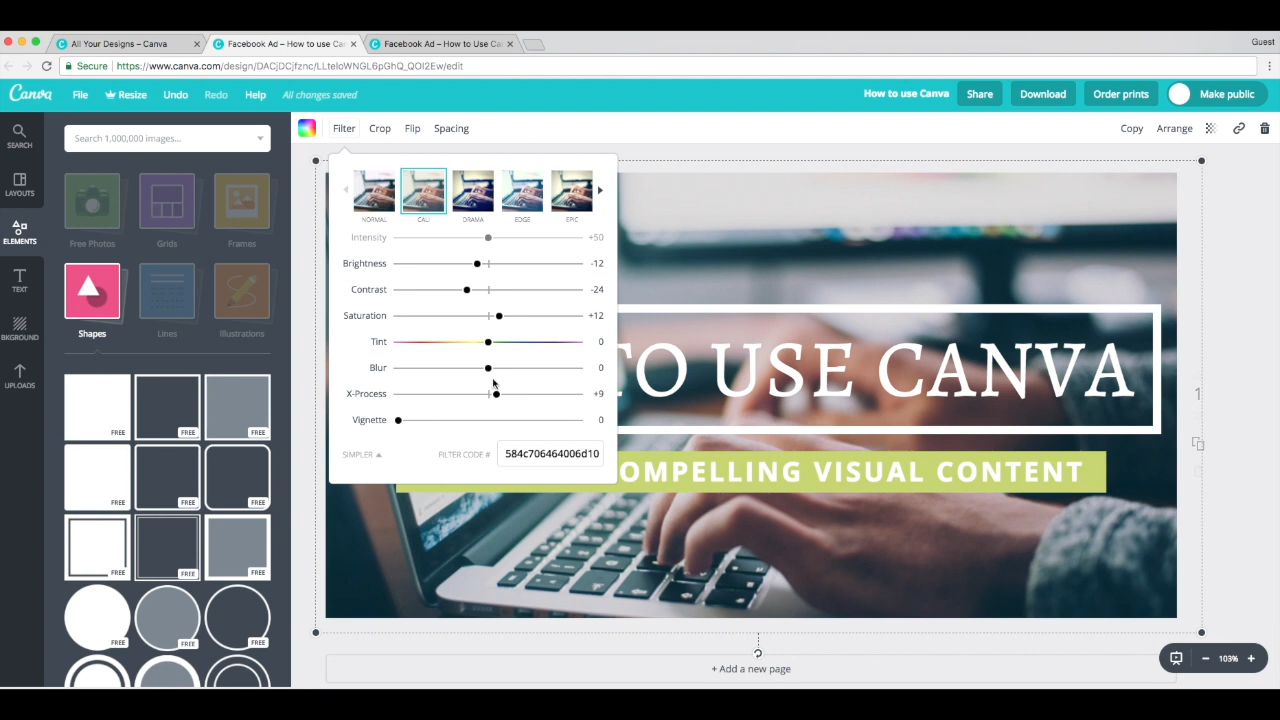 All Your Designs – Canva
Facebook Ad – How to use Can
Facebook Ad – How to Use Ca
Guest
Secure
https://www.canva.com/design/DACjDCjfznc/LLteIoWNGL6pGhQ_QOI2Ew/edit
Canva
File
Resize
Undo
Redo
Help
All changes saved
How to use Canva
Share
Download
Order prints
Make public
SEARCH
LAYOUTS
ELEMENTS
TEXT
BKGROUND
UPLOADS
Search 1,000,000 images...
Free Photos
Grids
Frames
Shapes
Lines
Illustrations
FREE
FREE
FREE
FREE
FREE
FREE
FREE
FREE
FREE
FREE
FREE
FREE
Filter
Crop
Flip
Spacing
Copy
Arrange
NORMAL
CALI
DRAMA
EDGE
EPIC
Intensity +50
Brightness -12
Contrast -24
Saturation +12
Tint 0
Blur 0
X-Process +9
Vignette 0
SIMPLER
FILTER CODE #
584c706464006d10
TO USE CANVA
OMPELLING VISUAL CONTENT
1
+ Add a new page
103%